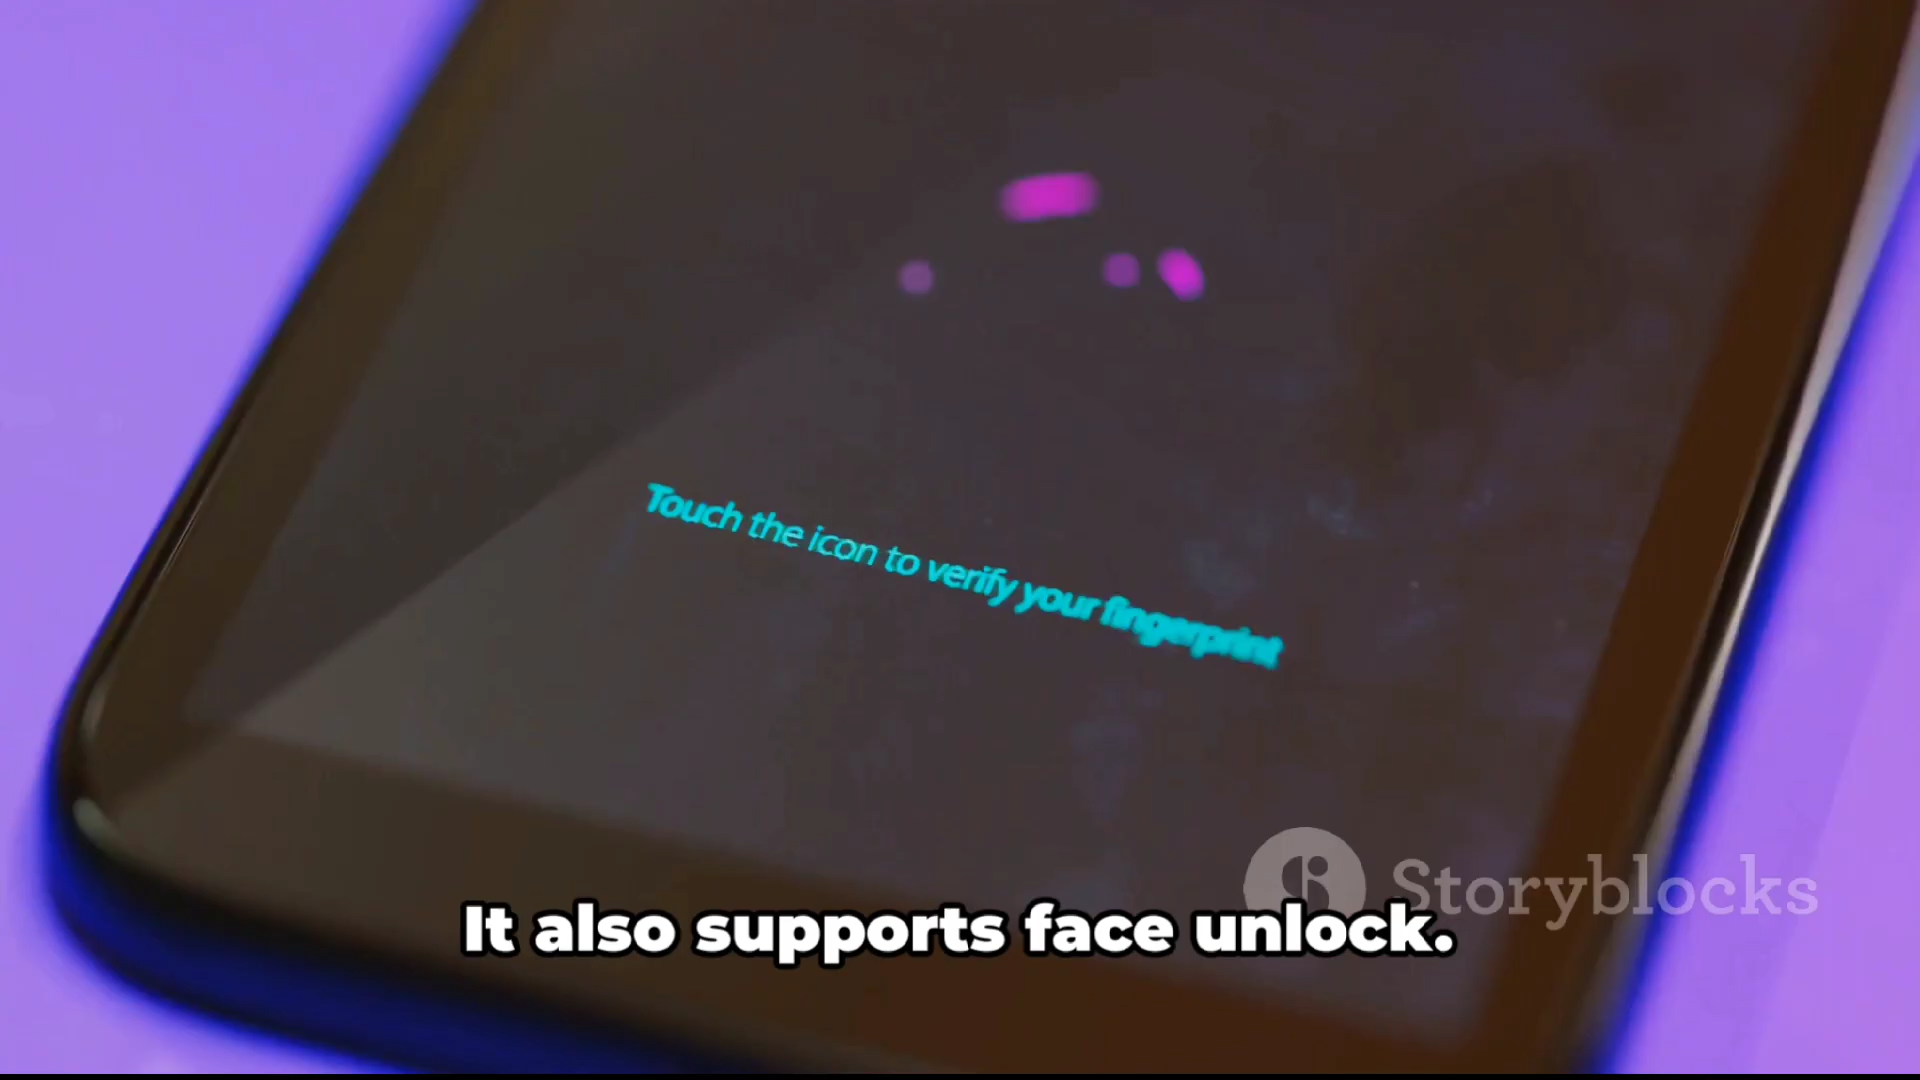 Touch the icon to verify your fingerprint
Storyblocks
It also supports face unlock.